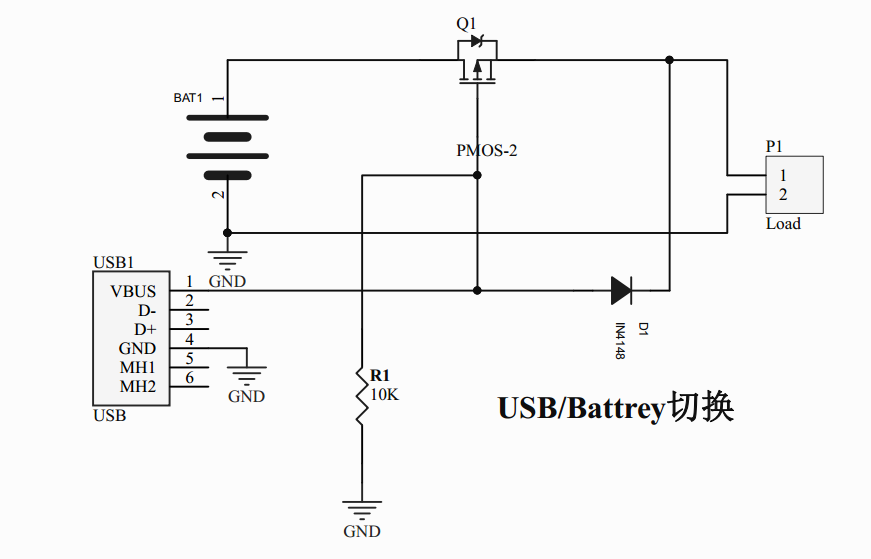 Q1
BAT1
1
PMOS-2
P1
1
2
2
Load
USB1
GND
VBUS
1
D-
2
D+
3
GND
4
MH1
5
MH2
6
USB
GND
D1
IN4148
R1
10K
USB/Battrey切换
GND